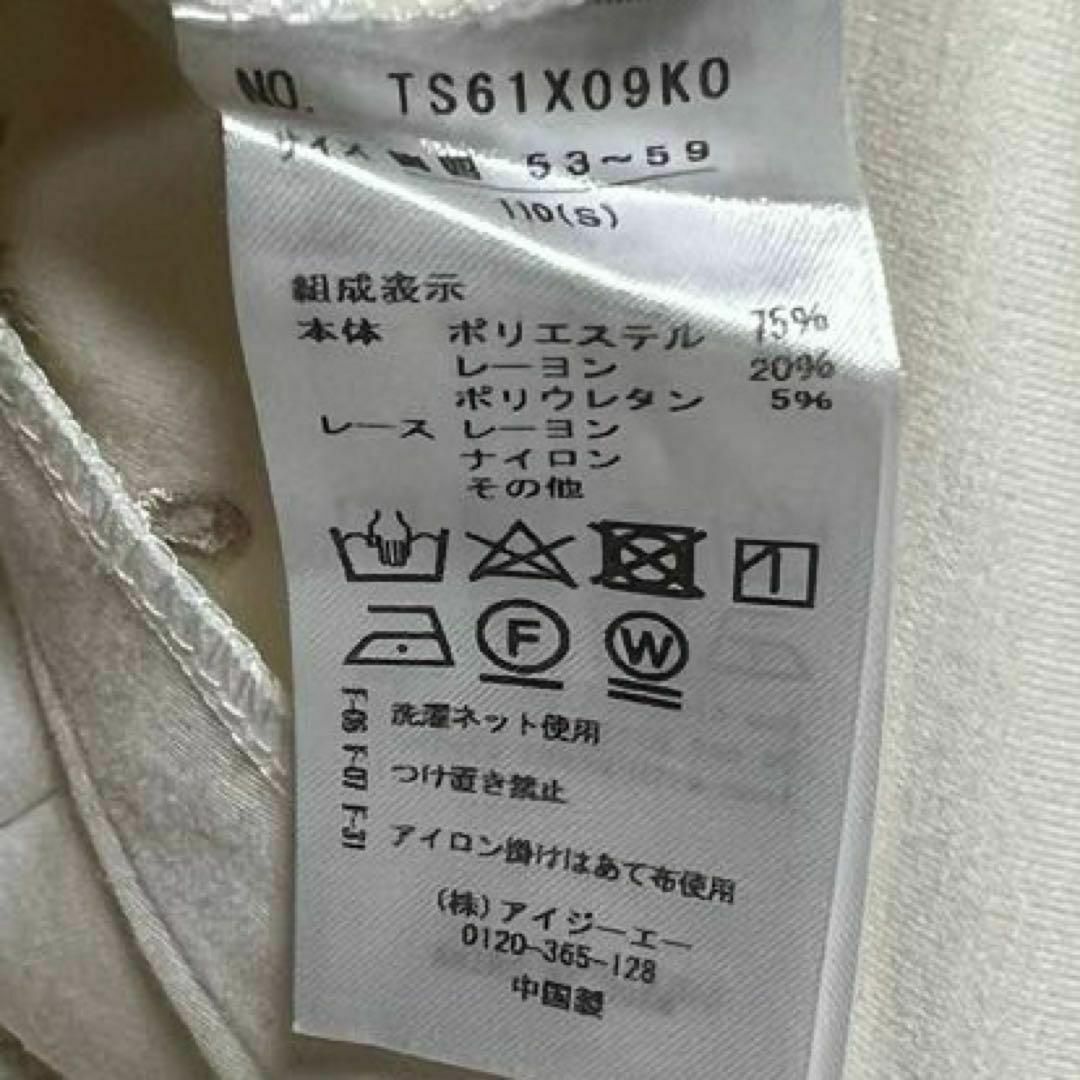 NO. TS61X09K0
サイズ 53~59
110(S)
組成表示
本体 ポリエステル 75%
レーヨン 20%
ポリウレタン 5%
レース レーヨン
ナイロン
その他
F
W
洗濯ネット使用
つけ置き禁止
アイロン掛けはあて布使用
(株)アイジーエー
0120-365-128
中国製